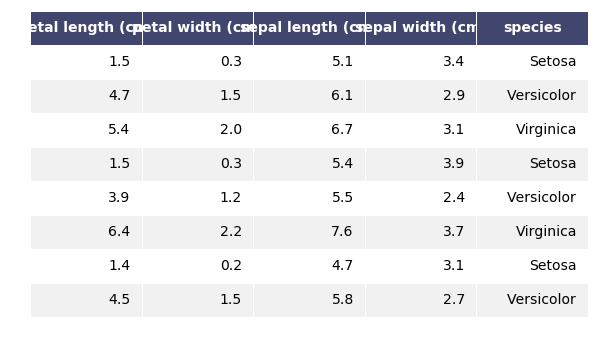 etal length (cm petal width (cm sepal length (cm sepal width (cm species
1.5 0.3 5.1 3.4 Setosa
4.7 1.5 6.1 2.9 Versicolor
5.4 2.0 6.7 3.1 Virginica
1.5 0.3 5.4 3.9 Setosa
3.9 1.2 5.5 2.4 Versicolor
6.4 2.2 7.6 3.7 Virginica
1.4 0.2 4.7 3.1 Setosa
4.5 1.5 5.8 2.7 Versicolor